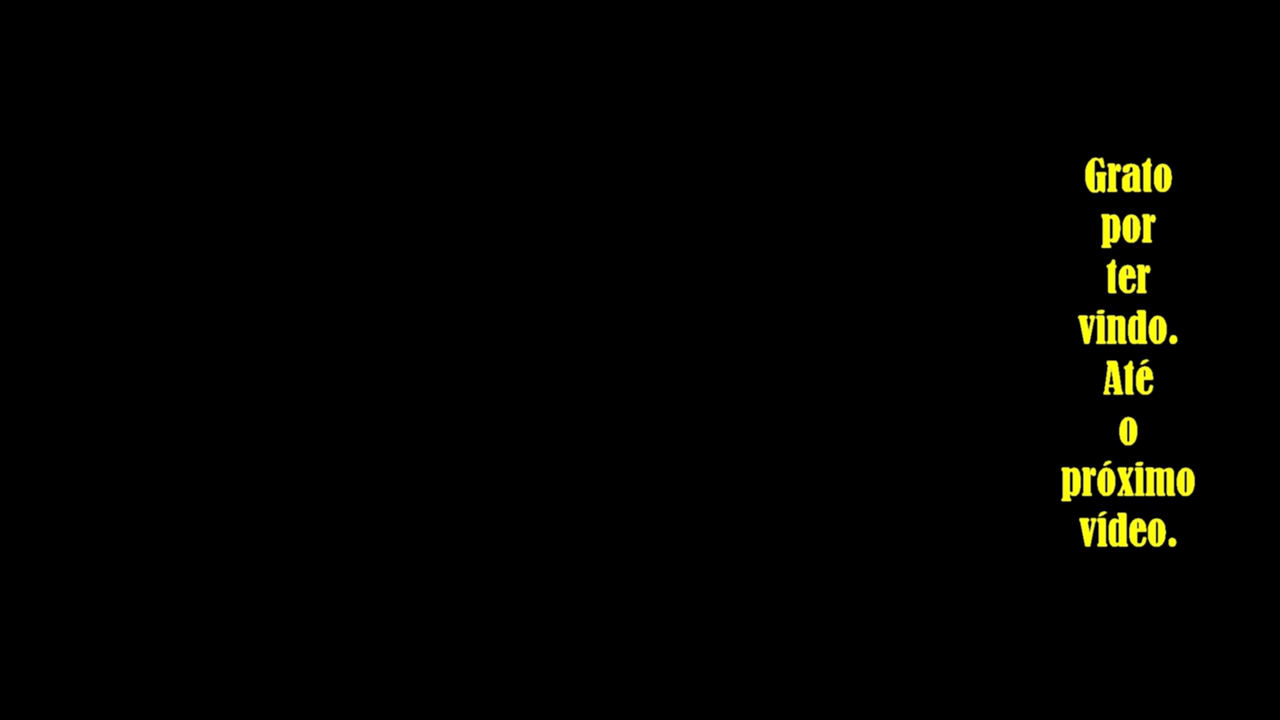 Grato
por
ter
vindo.
Até
o
próximo
vídeo.